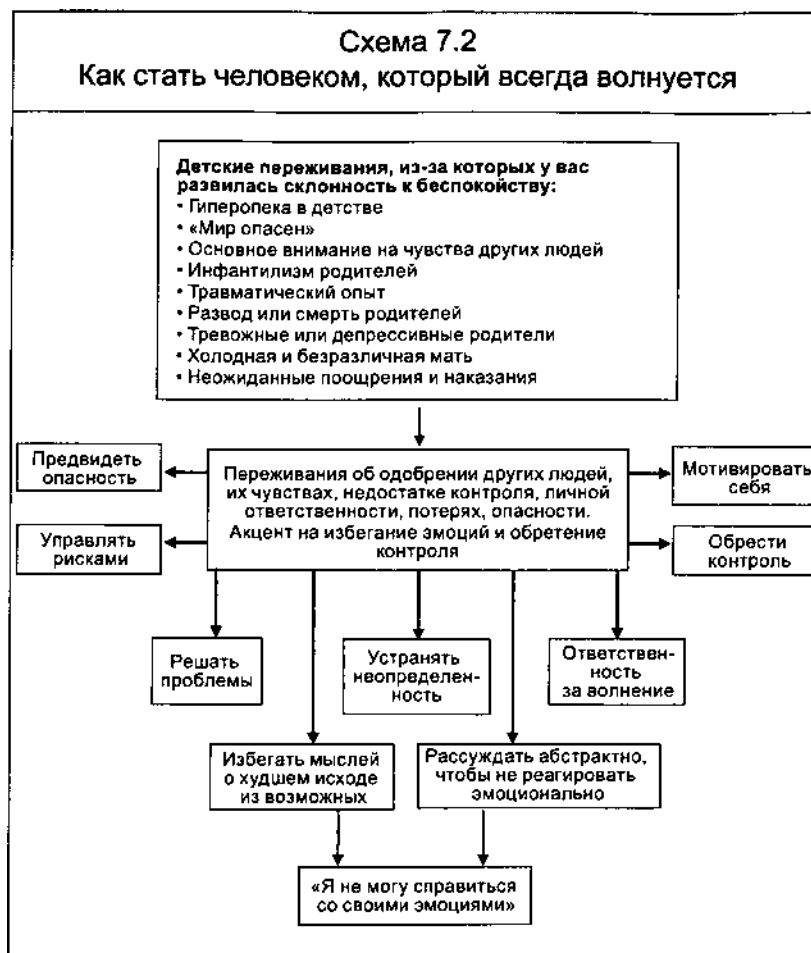 Схема 7.2
Как стать человеком, который всегда волнуется
Детские переживания, из-за которых у вас
развилась склонность к беспокойству:
• Гиперопека в детстве
• «Мир опасен»
• Основное внимание на чувства других людей
• Инфантилизм родителей
• Травматический опыт
• Развод или смерть родителей
• Тревожные или депрессивные родители
• Холодная и безразличная мать
• Неожиданные поощрения и наказания
Предвидеть
опасность
Переживания об одобрении других людей,
их чувствах, недостатке контроля, личной
ответственности, потерях, опасности.
Акцент на избегание эмоций и обретение
контроля
Мотивировать
себя
Управлять
рисками
Обрести
контроль
Решать
проблемы
Устранять
неопределен-
ность
Ответствен-
ность
за волнение
Избегать мыслей
о худшем исходе
из возможных
Рассуждать абстрактно,
чтобы не реагировать
эмоционально
«Я не могу справиться
со своими эмоциями»